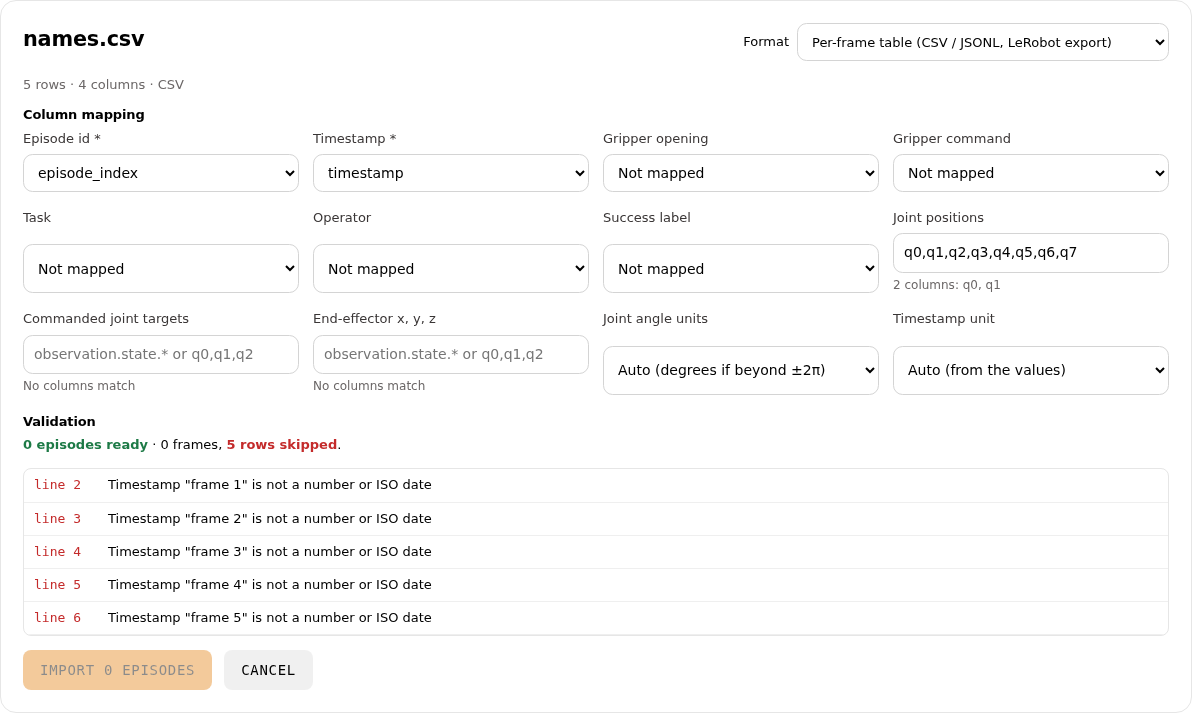 names.csv
Format Per-frame table (CSV / JSONL, LeRobot export)
5 rows · 4 columns · CSV
Column mapping
Episode id * Timestamp * Gripper opening Gripper command
episode_index timestamp Not mapped Not mapped
Task Operator Success label Joint positions
Not mapped Not mapped Not mapped q0,q1,q2,q3,q4,q5,q6,q7
2 columns: q0, q1
Commanded joint targets End-effector x, y, z Joint angle units Timestamp unit
observation.state.* or q0,q1,q2 observation.state.* or q0,q1,q2 Auto (degrees if beyond ±2π) Auto (from the values)
No columns match No columns match
Validation
0 episodes ready · 0 frames, 5 rows skipped.
line 2 Timestamp "frame 1" is not a number or ISO date
line 3 Timestamp "frame 2" is not a number or ISO date
line 4 Timestamp "frame 3" is not a number or ISO date
line 5 Timestamp "frame 4" is not a number or ISO date
line 6 Timestamp "frame 5" is not a number or ISO date
IMPORT 0 EPISODES CANCEL